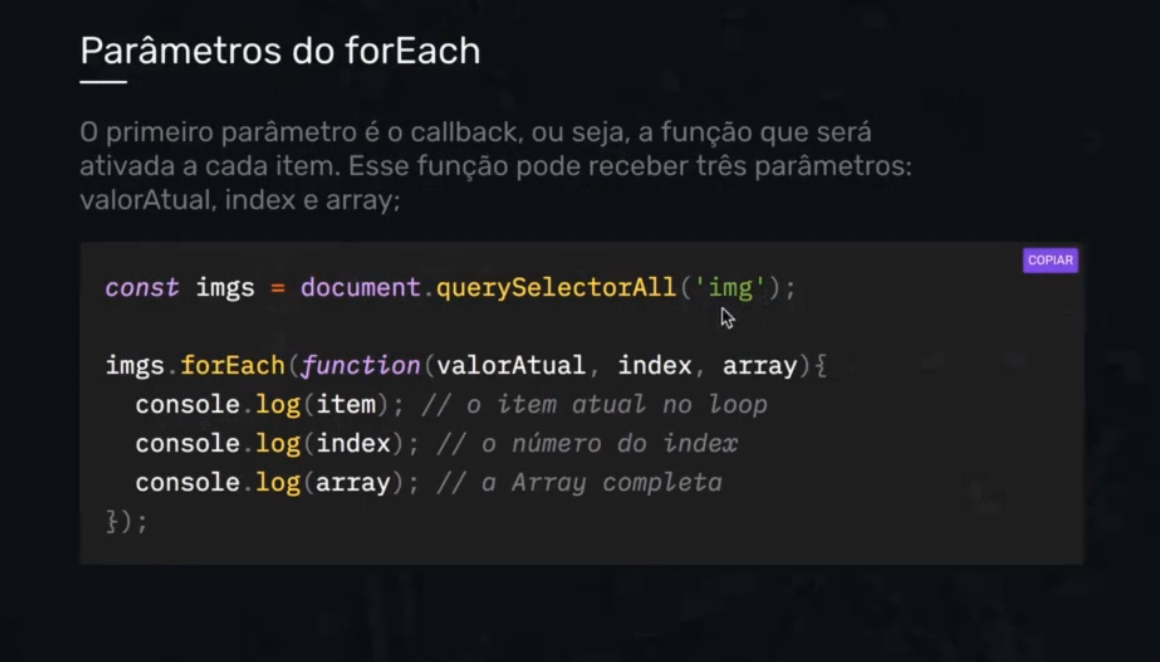 Parâmetros do forEach
O primeiro parâmetro é o callback, ou seja, a função que será
ativada a cada item. Esse função pode receber três parâmetros:
valorAtual, index e array;
COPIAR
const imgs = document.querySelectorAll('img');
imgs.forEach(function(valorAtual, index, array){
console.log(item); // o item atual no loop
console.log(index); // o número do index
console.log(array); // a Array completa
});